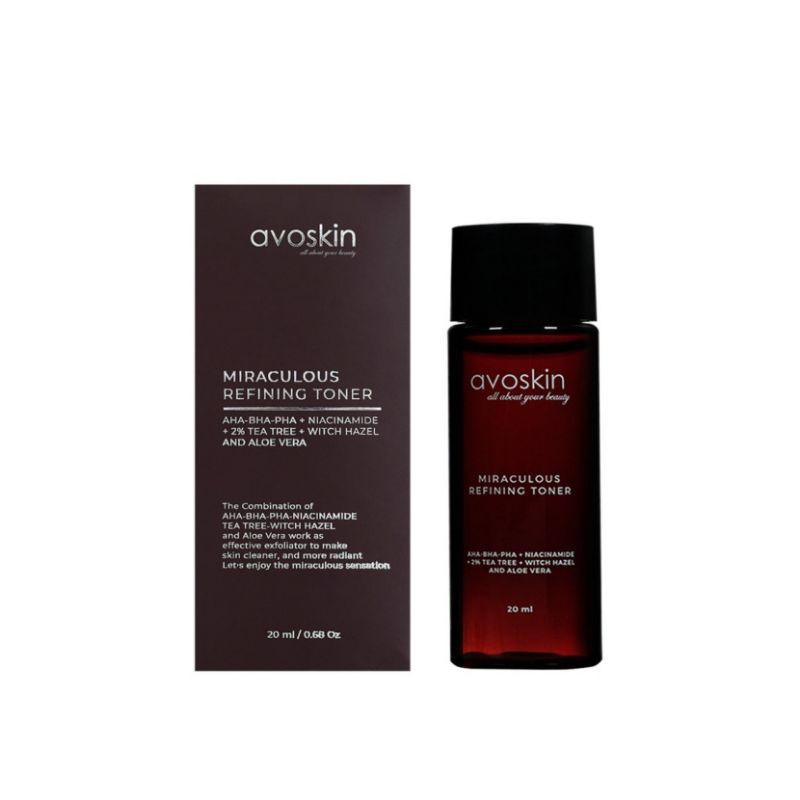 avoskin
all about your beauty
MIRACULOUS
REFINING TONER
AHA-BHA-PHA + NIACINAMIDE
+ 2% TEA TREE + WITCH HAZEL
AND ALOE VERA
The Combination of
AHA-BHA-PHA-NIACINAMIDE
TEA TREE-WITCH HAZEL
and Aloe Vera work as
effective exfoliator to make
skin cleaner, and more radiant
Let's enjoy the miraculous sensation
20 ml / 0.68 Oz
avoskin
all about your beauty
MIRACULOUS
REFINING TONER
AHA-BHA-PHA + NIACINAMIDE
+ 2% TEA TREE + WITCH HAZEL
AND ALOE VERA
20 ml